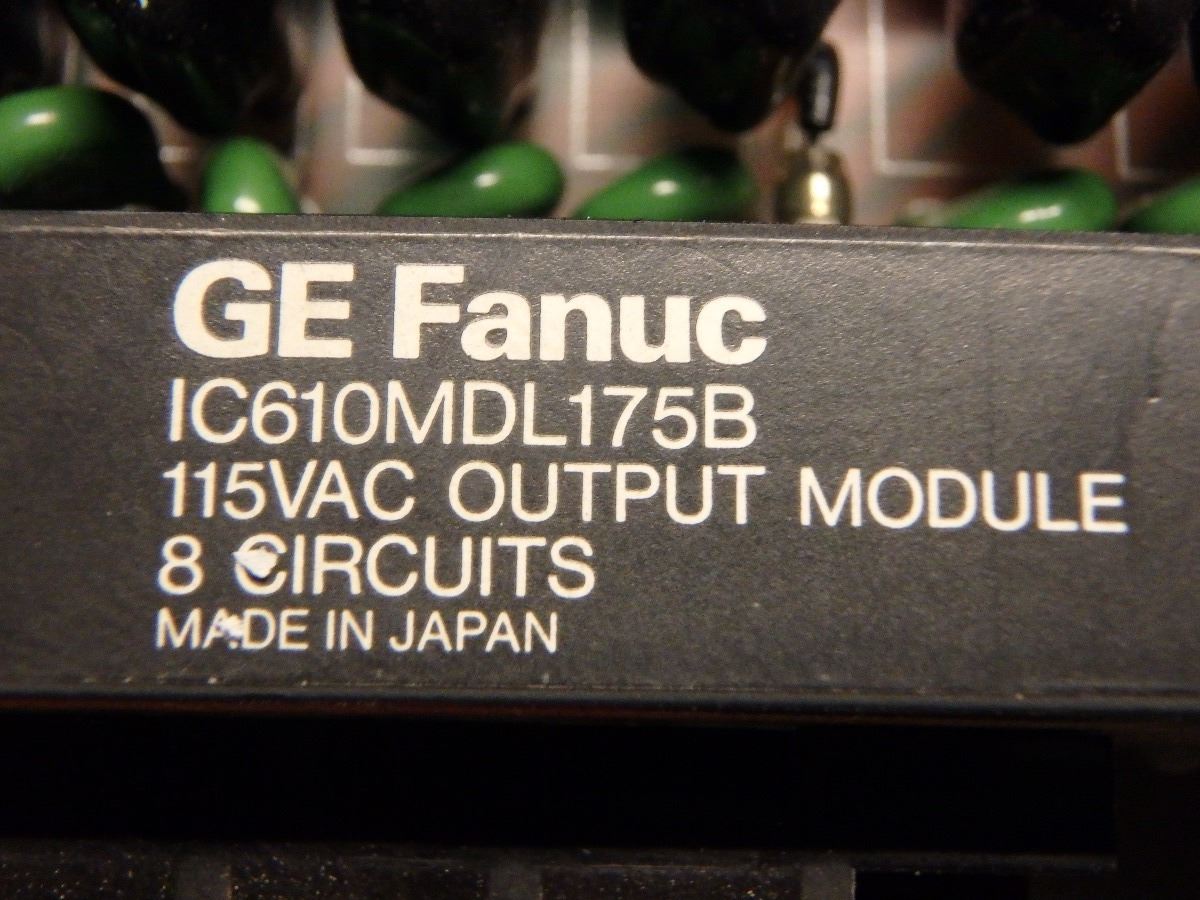 GE Fanuc
IC610MDL175B
115VAC OUTPUT MODULE
8 CIRCUITS
MADE IN JAPAN